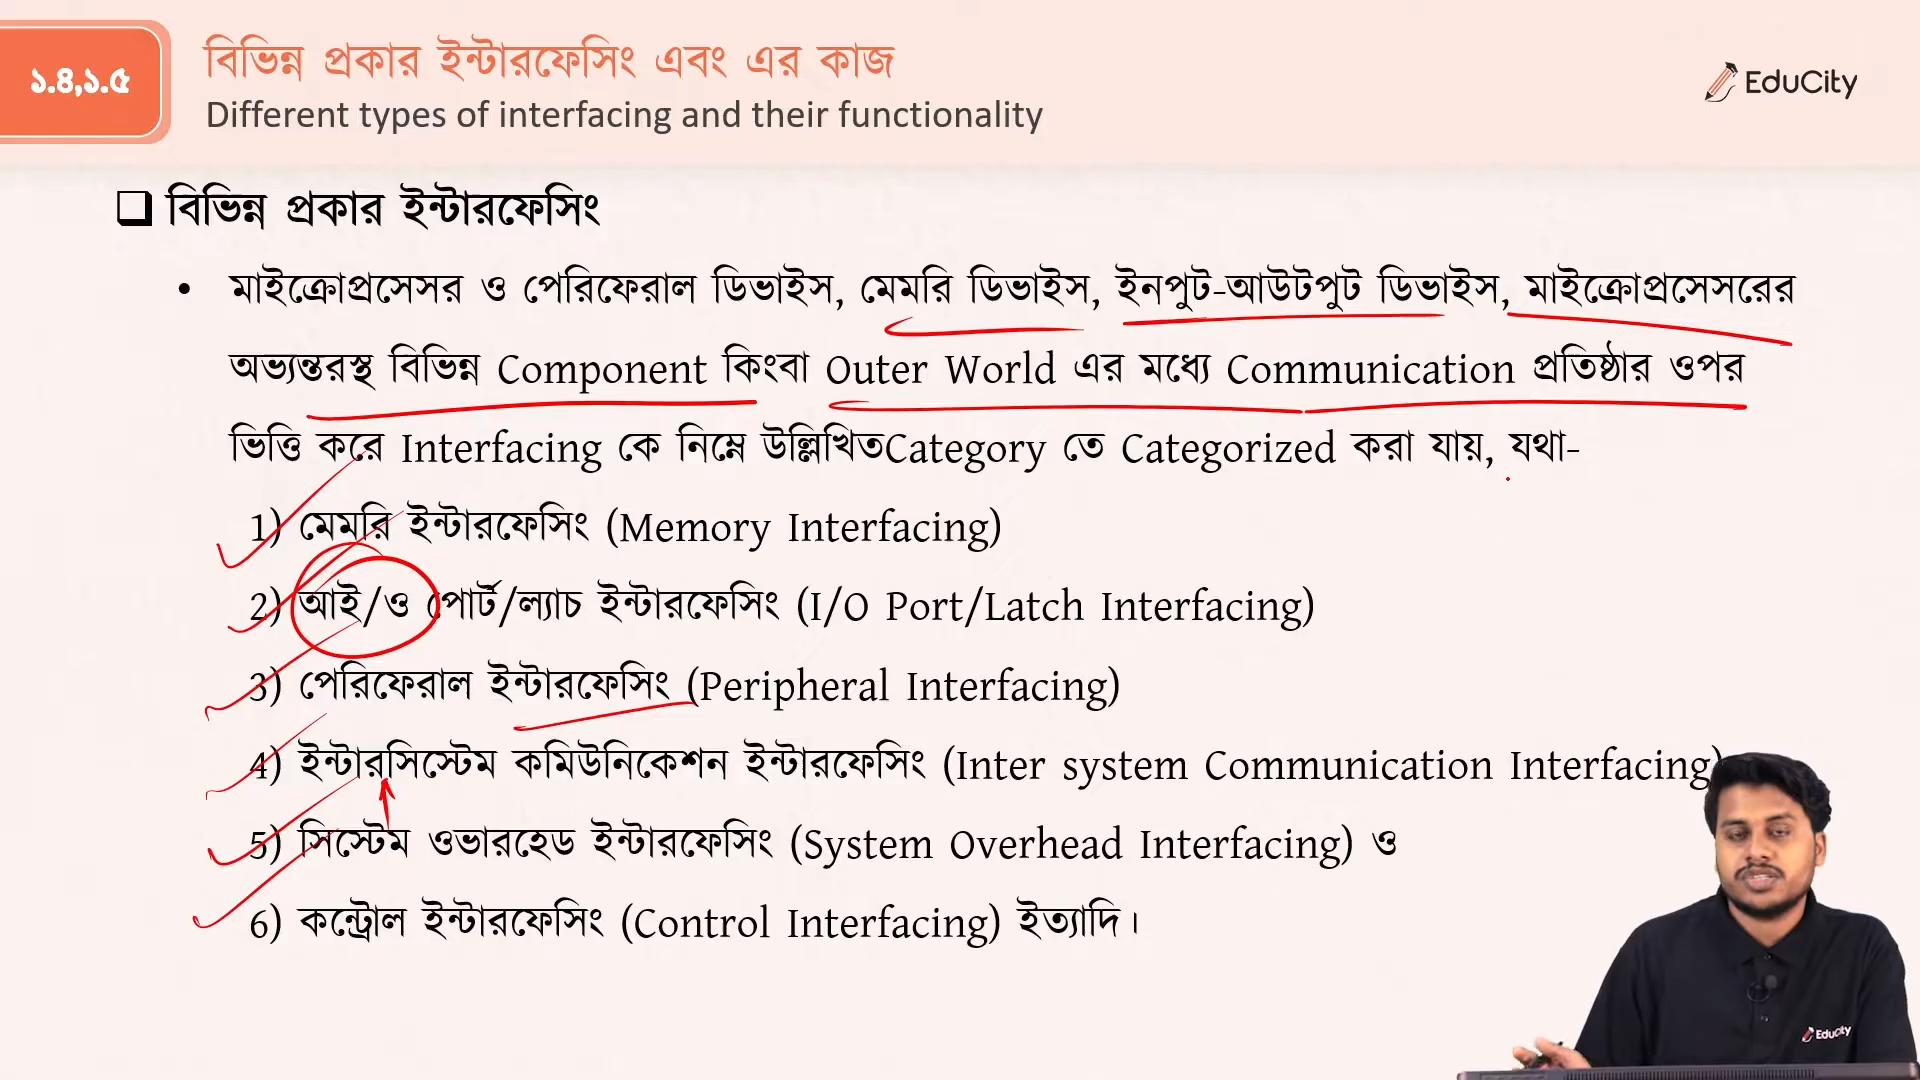 ১.৪,১.৫
বিভিন্ন প্রকার ইন্টারফেসিং এবং এর কাজ
Different types of interfacing and their functionality
EduCity
বিভিন্ন প্রকার ইন্টারফেসিং
• মাইক্রোপ্রসেসর ও পেরিফেরাল ডিভাইস, মেমরি ডিভাইস, ইনপুট-আউটপুট ডিভাইস, মাইক্রোপ্রসেসরের
অভ্যন্তরস্থ বিভিন্ন Component কিংবা Outer World এর মধ্যে Communication প্রতিষ্ঠার ওপর
ভিত্তি করে Interfacing কে নিম্নে উল্লিখিতCategory তে Categorized করা যায়, যথা-
1) মেমরি ইন্টারফেসিং (Memory Interfacing)
2) আই/ও পোর্ট/ল্যাচ ইন্টারফেসিং (I/O Port/Latch Interfacing)
3) পেরিফেরাল ইন্টারফেসিং (Peripheral Interfacing)
4) ইন্টারসিস্টেম কমিউনিকেশন ইন্টারফেসিং (Inter system Communication Interfacing)
5) সিস্টেম ওভারহেড ইন্টারফেসিং (System Overhead Interfacing) ও
6) কন্ট্রোল ইন্টারফেসিং (Control Interfacing) ইত্যাদি।
EduCity